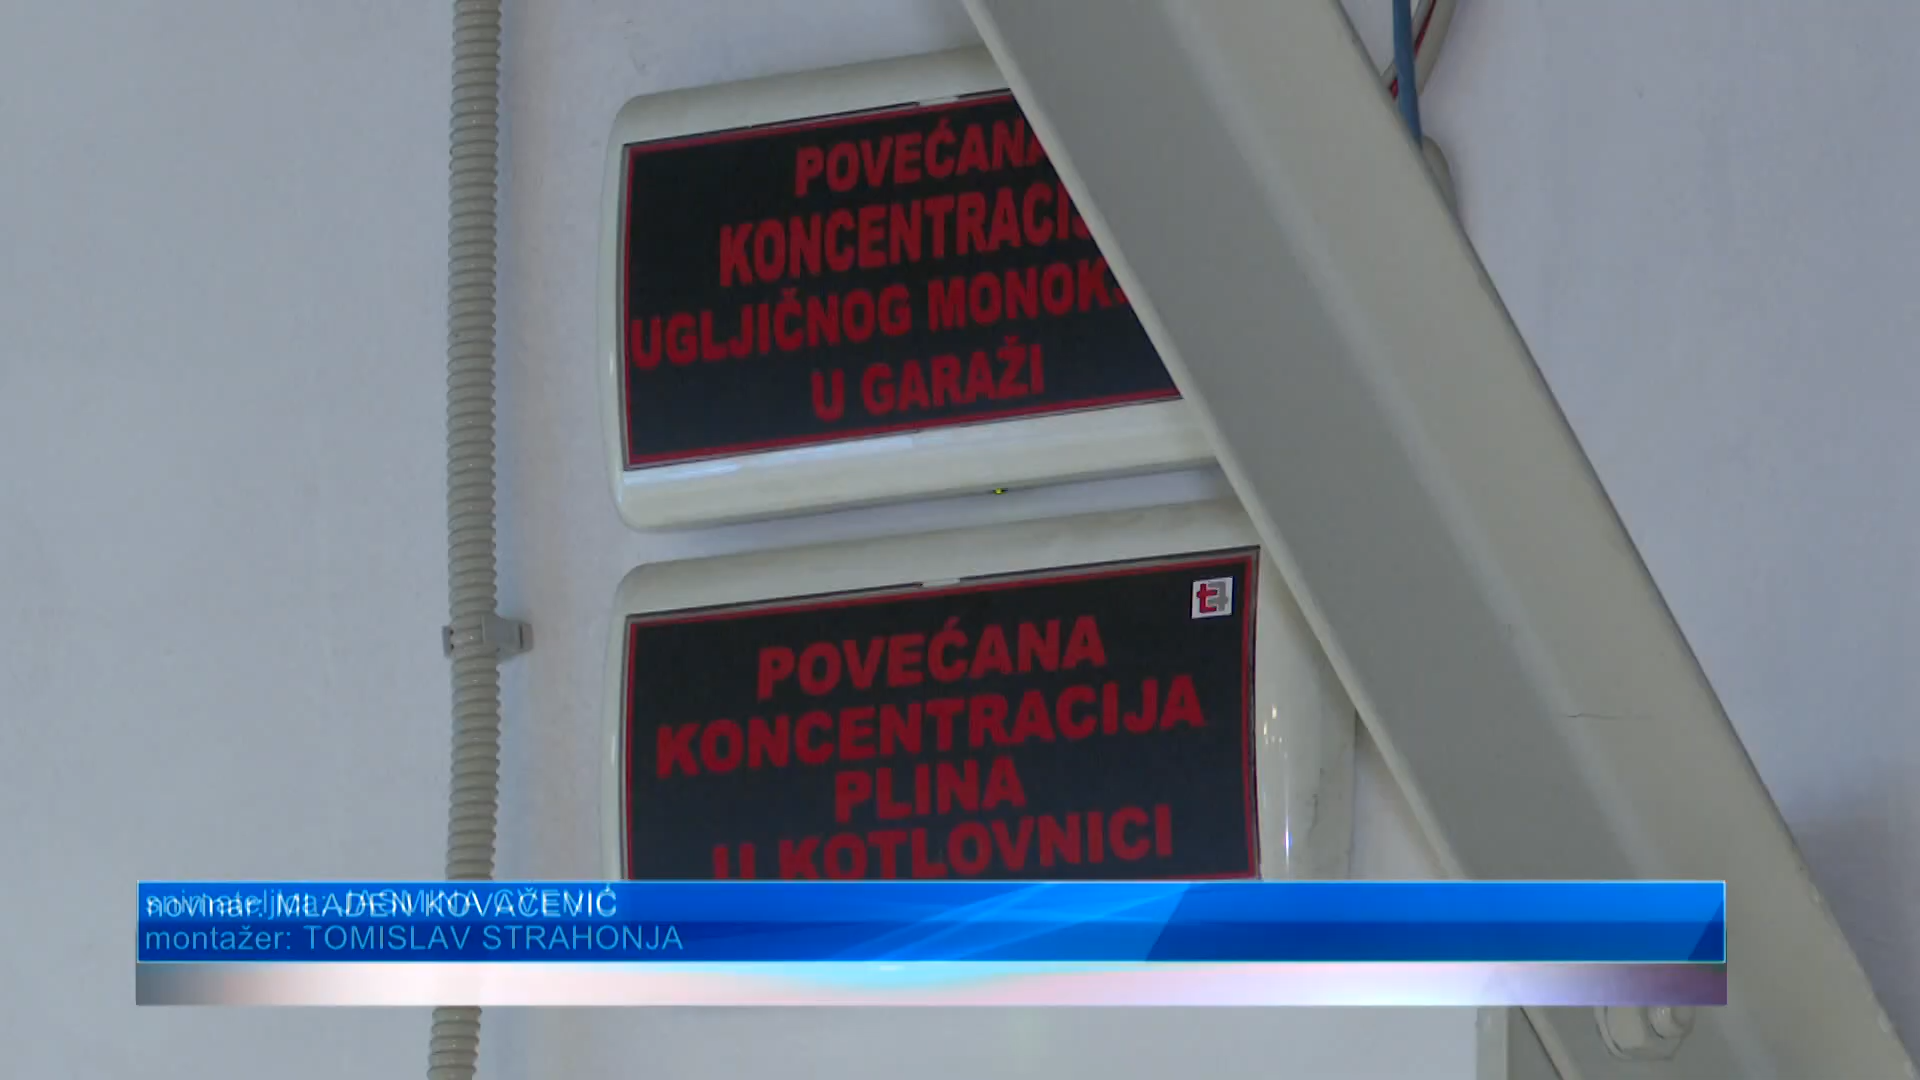 POVEĆANA
KONCENTRACI
UGLJIČNOG MONOK
U GARAŽI
POVEĆANA
KONCENTRACIJA
PLINA
U KOTLOVNICI
novinar: MLADEN KOVAČEVIĆ
montažer: TOMISLAV STRAHONJA